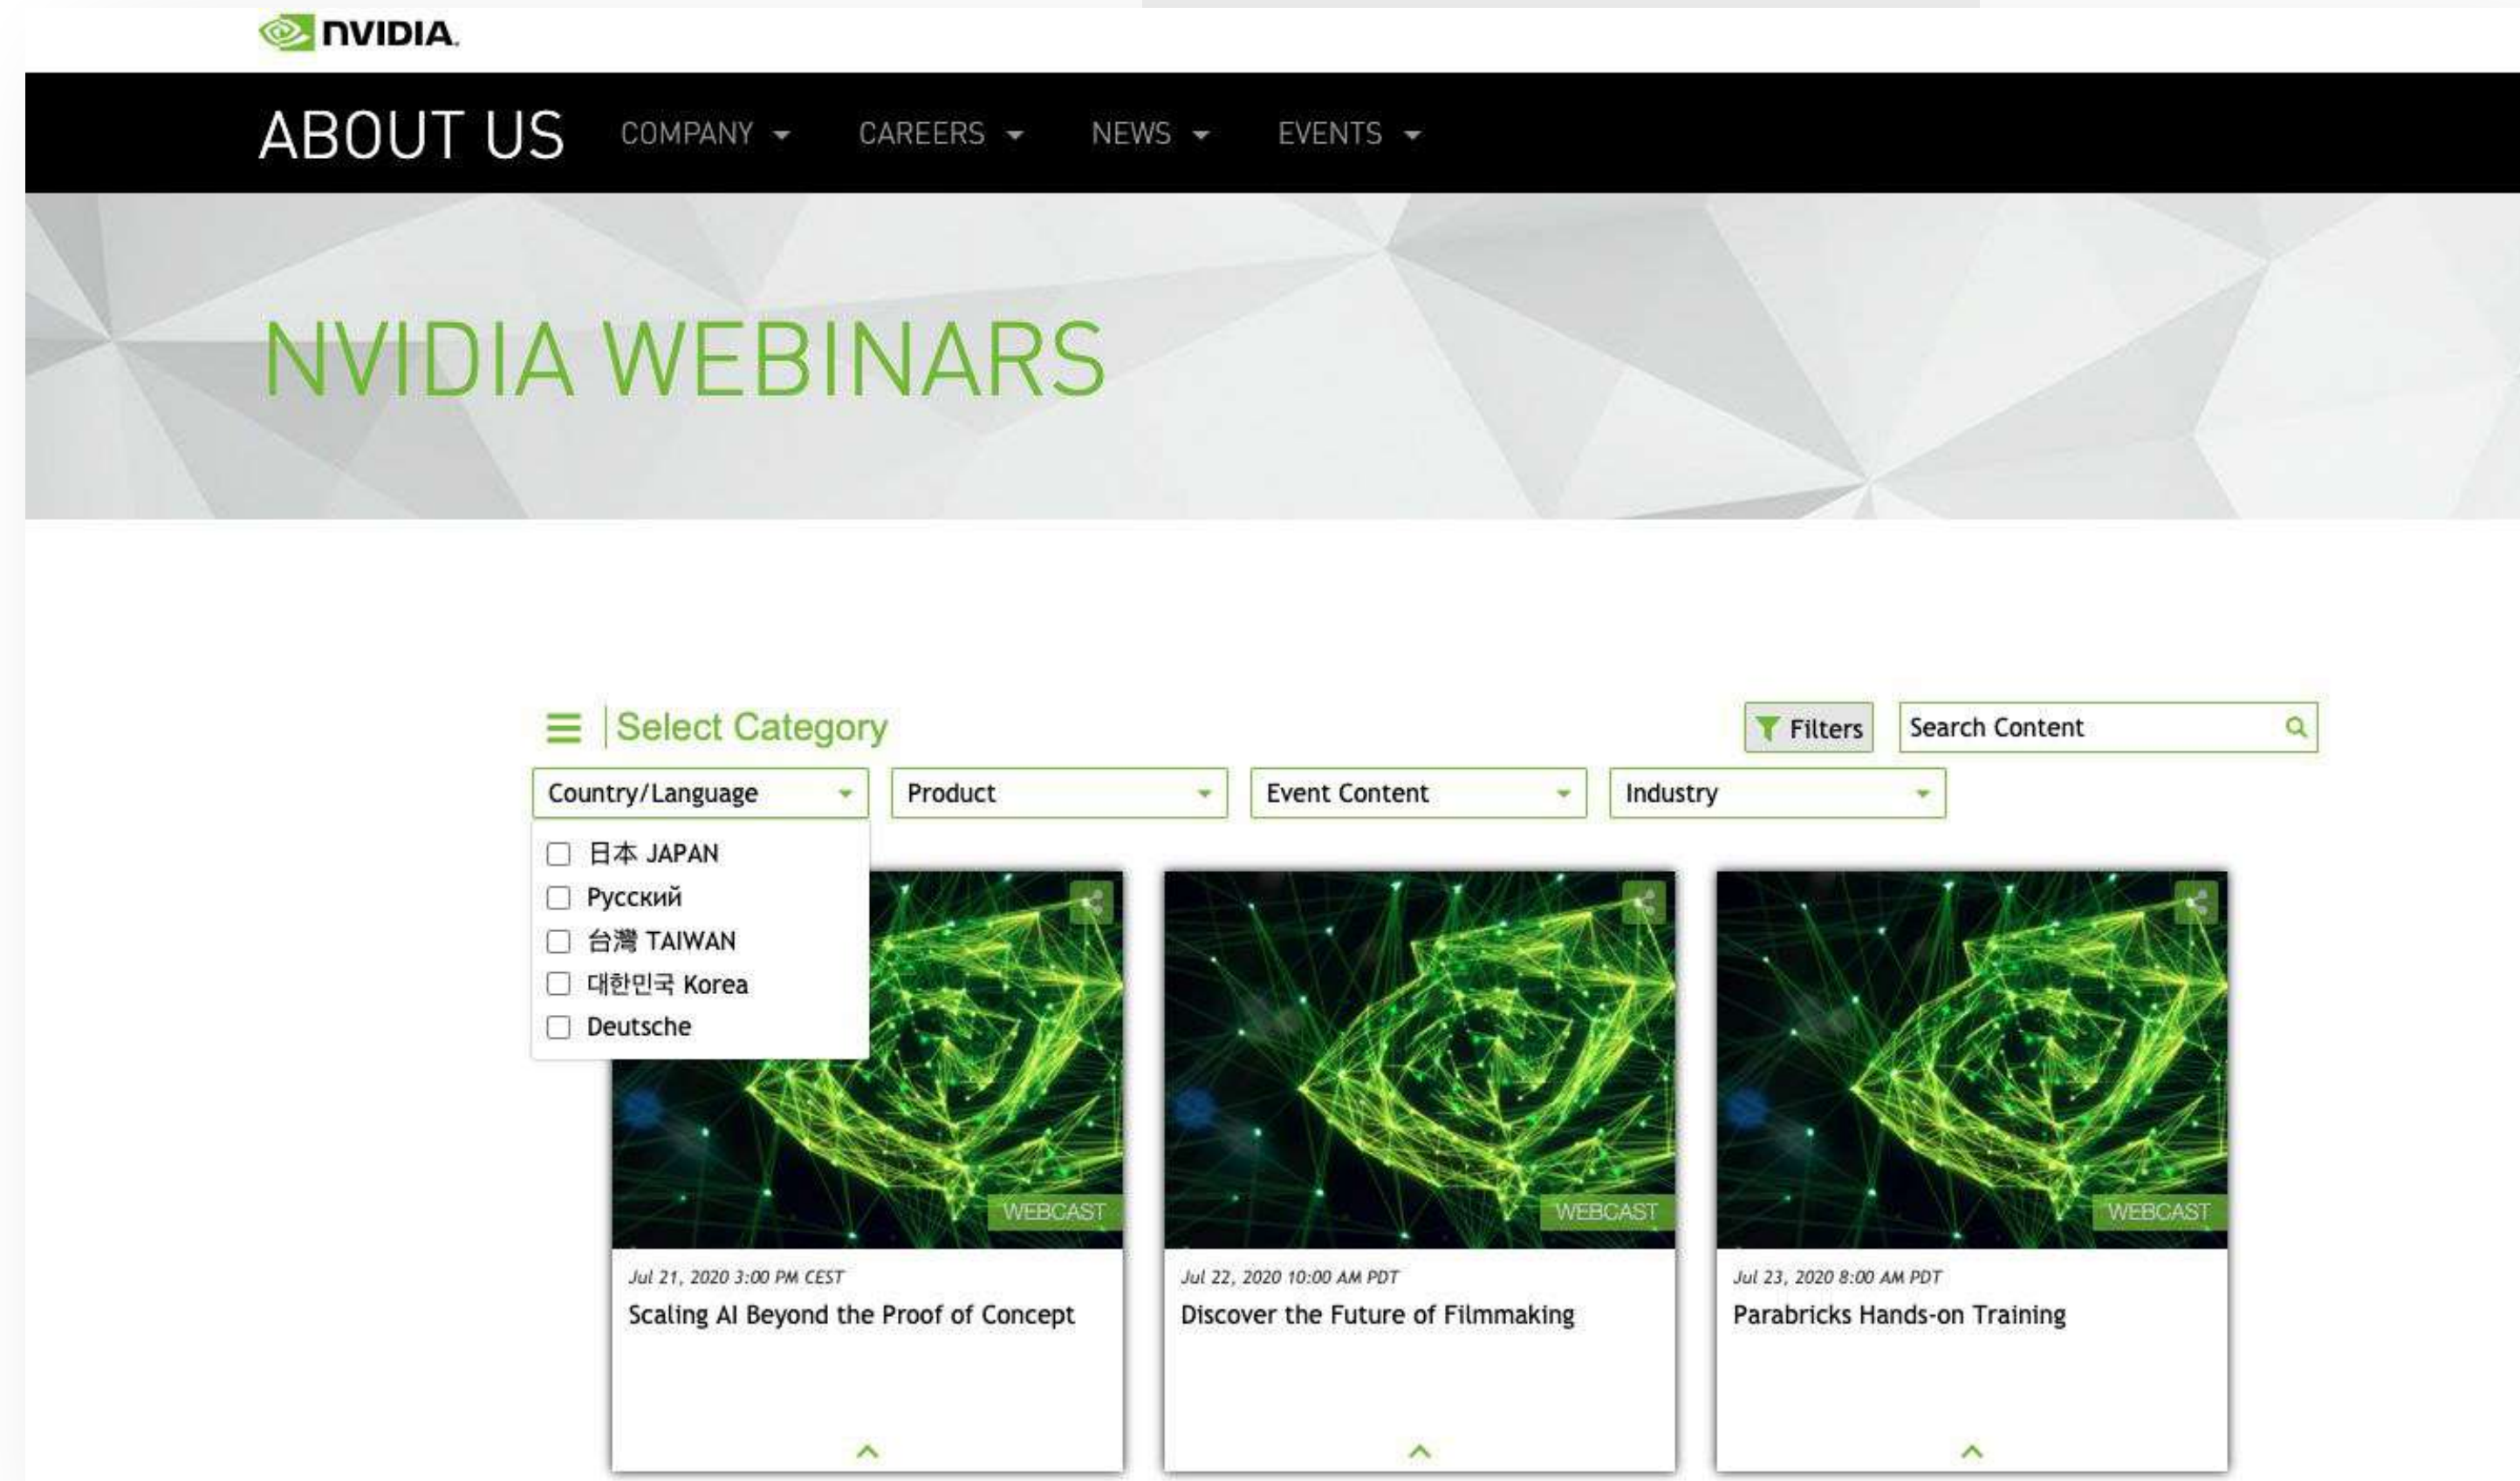 NVIDIA.
ABOUT US COMPANY CAREERS NEWS EVENTS
NVIDIA WEBINARS
Select Category
Filters
Search Content
Country/Language
Product
Event Content
Industry
日本 JAPAN
Русский
台灣 TAIWAN
대한민국 Korea
Deutsche
WEBCAST
Jul 21, 2020 3:00 PM CEST
Scaling AI Beyond the Proof of Concept
WEBCAST
Jul 22, 2020 10:00 AM PDT
Discover the Future of Filmmaking
WEBCAST
Jul 23, 2020 8:00 AM PDT
Parabricks Hands-on Training